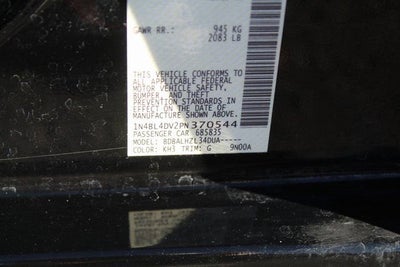 GAWR RR.: 945 KG
2083 LB
THIS VEHICLE CONFORMS TO
ALL APPLICABLE FEDERAL
MOTOR VEHICLE SAFETY,
BUMPER, AND THEFT
PREVENTION STANDARDS IN
EFFECT ON THE DATE OF
MANUFACTURE SHOWN ABOVE.
1N4BL4DV2PN370544
PASSENGER CAR 685835
MODEL: BDBALHZL34DUA-----
COLOR: KH3 TRIM: G 9N00A